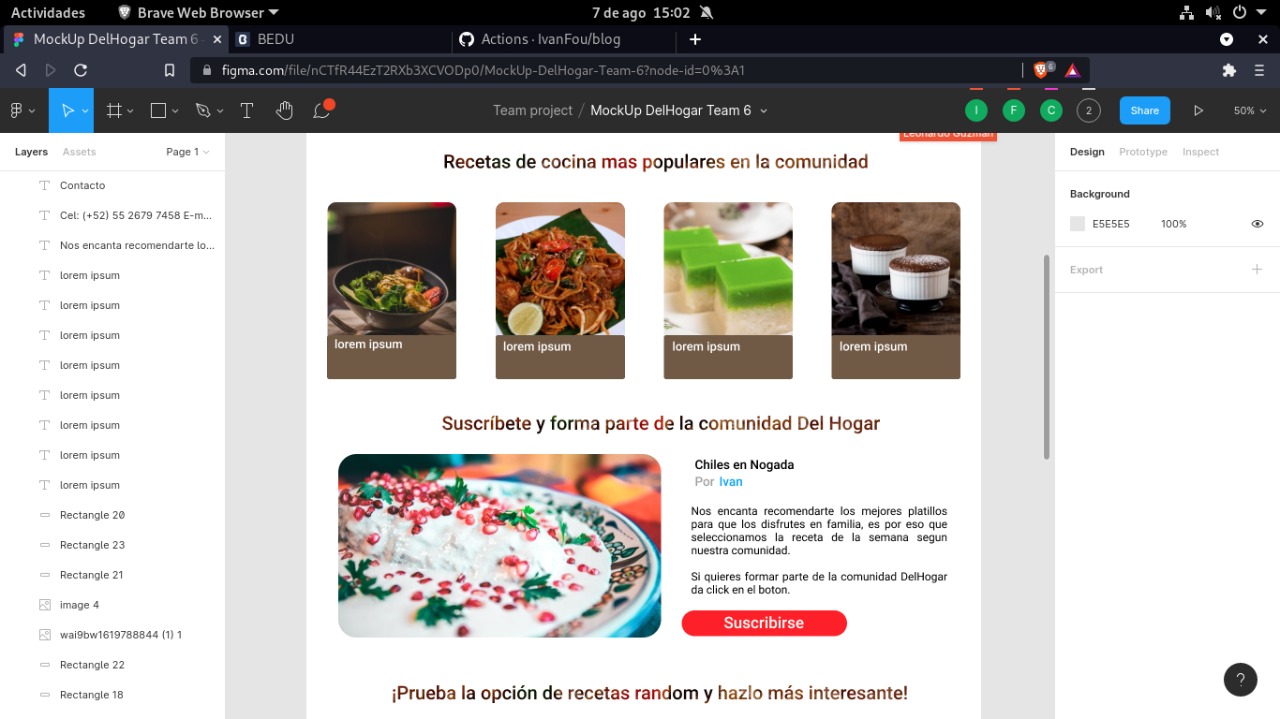 Actividades
Brave Web Browser
7 de ago 15:02
MockUp DelHogar Team 6 -
BEDU
Actions · IvanFou/blog
figma.com/file/nCTfR44EzT2RXb3XCVODp0/MockUp-DelHogar-Team-6?node-id=0%3A1
6
Team project / MockUp DelHogar Team 6
I
F
C
2
Share
50%
Layers
Assets
Page 1
Contacto
Cel: (+52) 55 2679 7458 E-m...
Nos encanta recomendarte lo...
lorem ipsum
lorem ipsum
lorem ipsum
lorem ipsum
lorem ipsum
lorem ipsum
lorem ipsum
lorem ipsum
Rectangle 20
Rectangle 23
Rectangle 21
image 4
wai9bw1619788844 (1) 1
Rectangle 22
Rectangle 18
Leonardo Guzman
Recetas de cocina mas populares en la comunidad
lorem ipsum
lorem ipsum
lorem ipsum
lorem ipsum
Suscríbete y forma parte de la comunidad Del Hogar
Chiles en Nogada
Por Ivan
Nos encanta recomendarte los mejores platillos
para que los disfrutes en familia, es por eso que
seleccionamos la receta de la semana segun
nuestra comunidad.
Si quieres formar parte de la comunidad DelHogar
da click en el boton.
Suscribirse
¡Prueba la opción de recetas random y hazlo más interesante!
Design
Prototype
Inspect
Background
E5E5E5
100%
Export
?